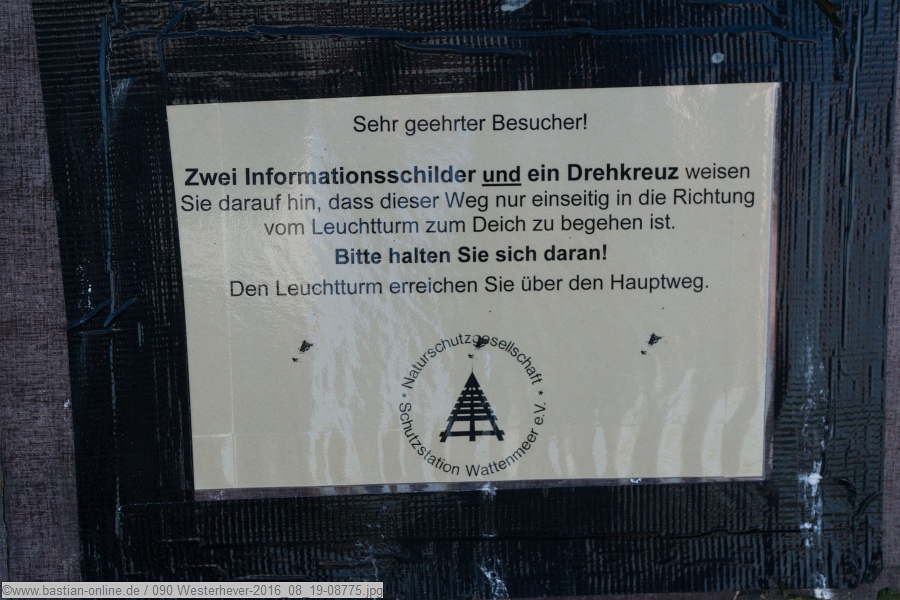 Sehr geehrter Besucher!
Zwei Informationsschilder und ein Drehkreuz weisen
Sie darauf hin, dass dieser Weg nur einseitig in die Richtung
vom Leuchtturm zum Deich zu begehen ist.
Bitte halten Sie sich daran!
Den Leuchtturm erreichen Sie über den Hauptweg.
* Naturschutzgesellschaft *
Schutzstation Wattenmeer e.V.
©www.bastian-online.de / 090 Westerhever-2016_08_19-08775.jpg